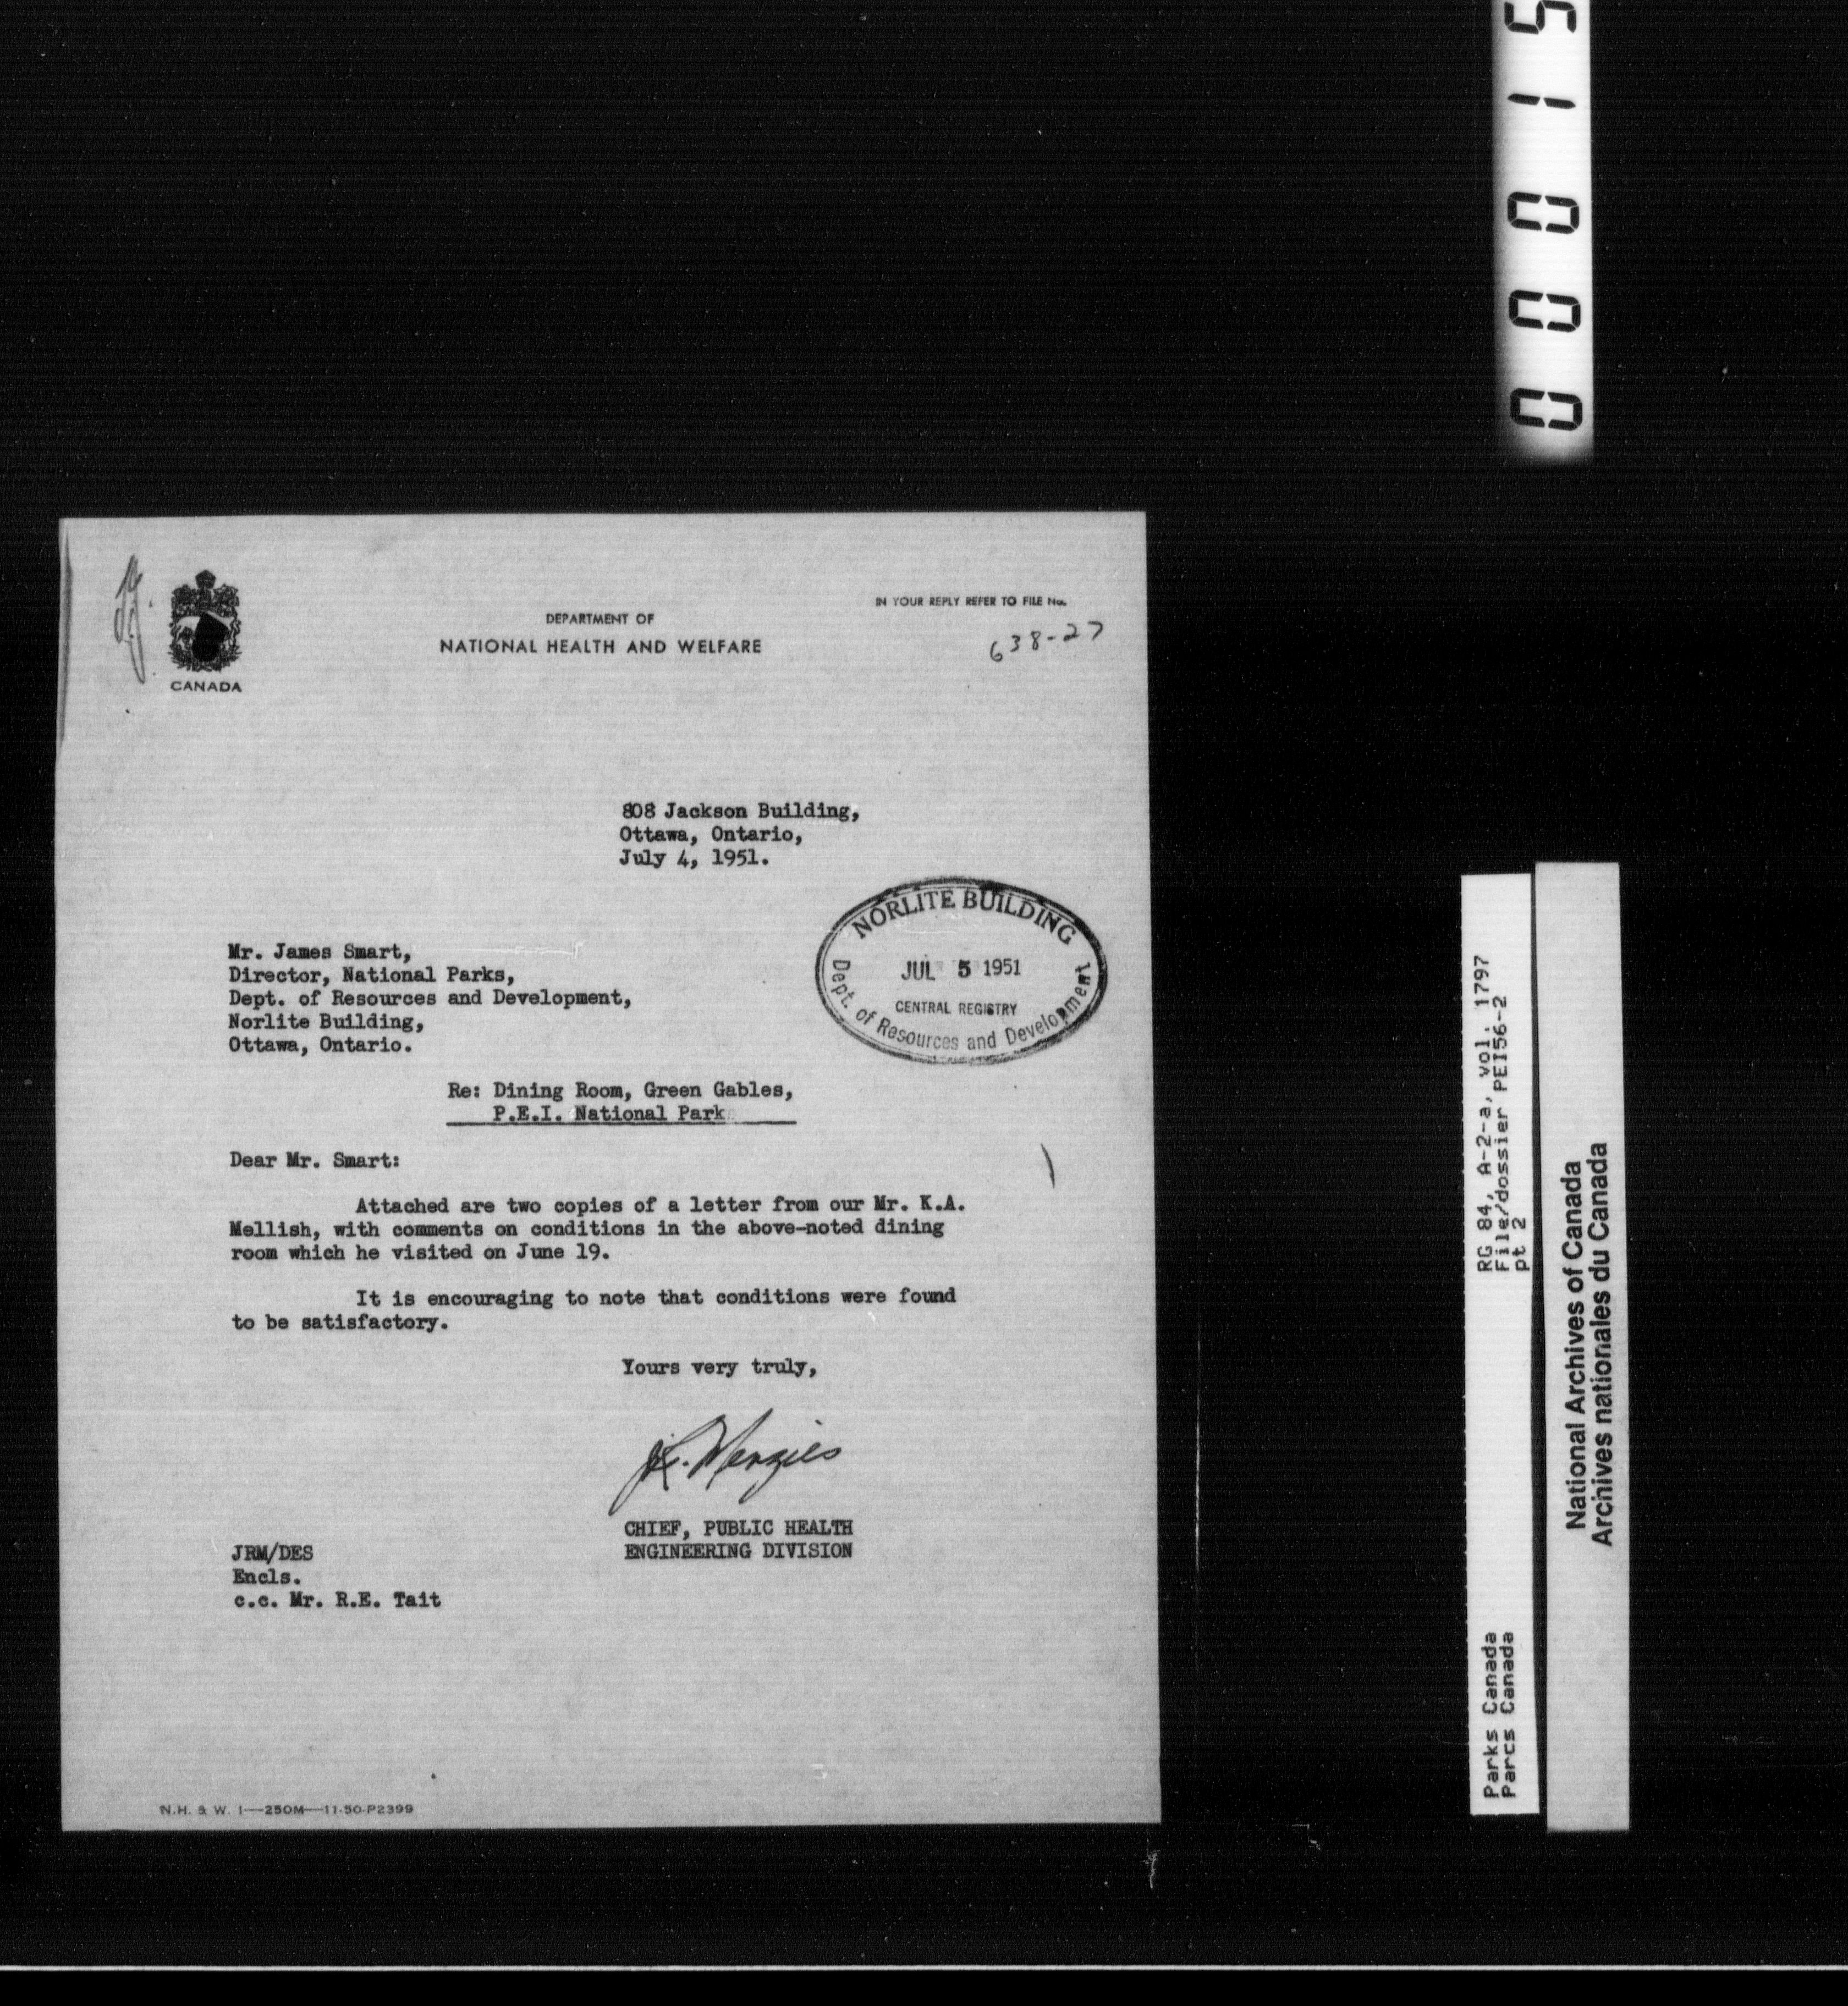 00015
CANADA
DEPARTMENT OF
NATIONAL HEALTH AND WELFARE
IN YOUR REPLY REFER TO FILE No.
638-27
808 Jackson Building,
Ottawa, Ontario,
July 4, 1951.
NORLITE BUILDING
JUL 5 1951
CENTRAL REGISTRY
Dept. of Resources and Development
Mr. James Smart,
Director, National Parks,
Dept. of Resources and Development,
Norlite Building,
Ottawa, Ontario.
Re: Dining Room, Green Gables,
P.E.I. National Park
Dear Mr. Smart:
Attached are two copies of a letter from our Mr. K.A.
Mellish, with comments on conditions in the above-noted dining
room which he visited on June 19.
It is encouraging to note that conditions were found
to be satisfactory.
Yours very truly,
Menzies
CHIEF, PUBLIC HEALTH
ENGINEERING DIVISION
JRM/DES
Encls.
c.c. Mr. R.E. Tait
N.H. & W. 1—250M—11-50-P2399
RG 84, A-2-a, vol. 1797
File/dossier PEI56-2
pt 2
Parks Canada
Parcs Canada
National Archives of Canada
Archives nationales du Canada